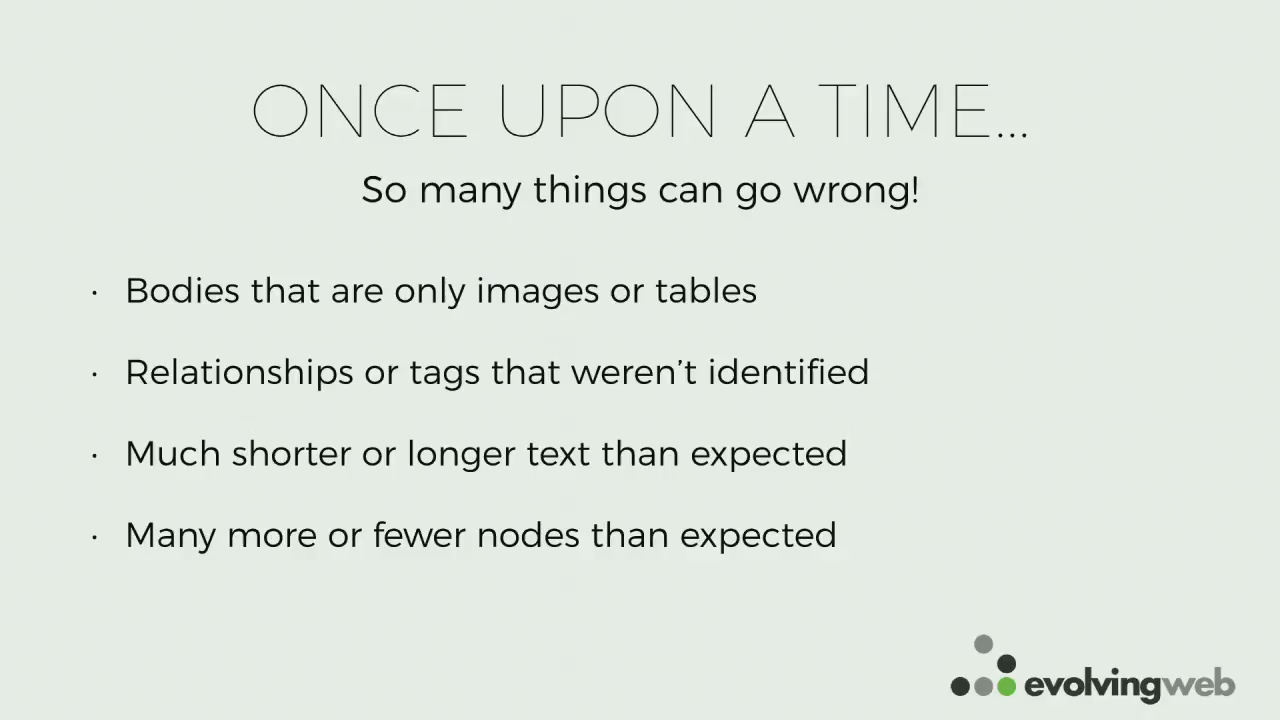 ONCE UPON A TIME...
So many things can go wrong!
· Bodies that are only images or tables
· Relationships or tags that weren’t identified
· Much shorter or longer text than expected
· Many more or fewer nodes than expected
evolvingweb